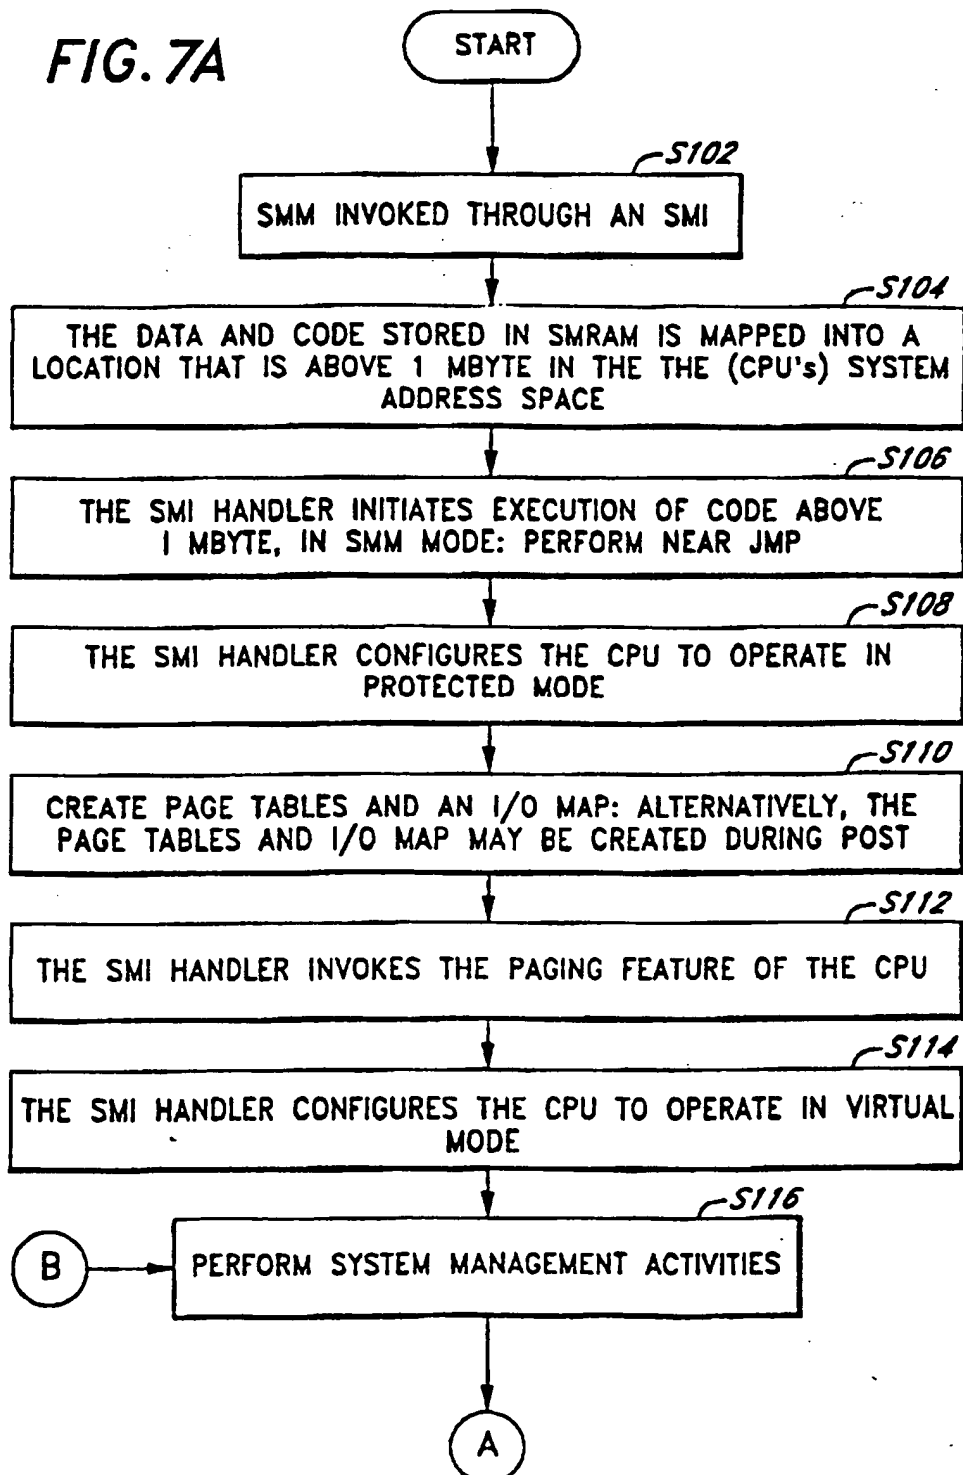 FIG. 7A
START
S102
SMM INVOKED THROUGH AN SMI
S104
THE DATA AND CODE STORED IN SMRAM IS MAPPED INTO A
LOCATION THAT IS ABOVE 1 MBYTE IN THE THE (CPU's) SYSTEM
ADDRESS SPACE
S106
THE SMI HANDLER INITIATES EXECUTION OF CODE ABOVE
1 MBYTE, IN SMM MODE: PERFORM NEAR JMP
S108
THE SMI HANDLER CONFIGURES THE CPU TO OPERATE IN
PROTECTED MODE
S110
CREATE PAGE TABLES AND AN I/O MAP: ALTERNATIVELY, THE
PAGE TABLES AND I/O MAP MAY BE CREATED DURING POST
S112
THE SMI HANDLER INVOKES THE PAGING FEATURE OF THE CPU
S114
THE SMI HANDLER CONFIGURES THE CPU TO OPERATE IN VIRTUAL
MODE
S116
B
PERFORM SYSTEM MANAGEMENT ACTIVITIES
A